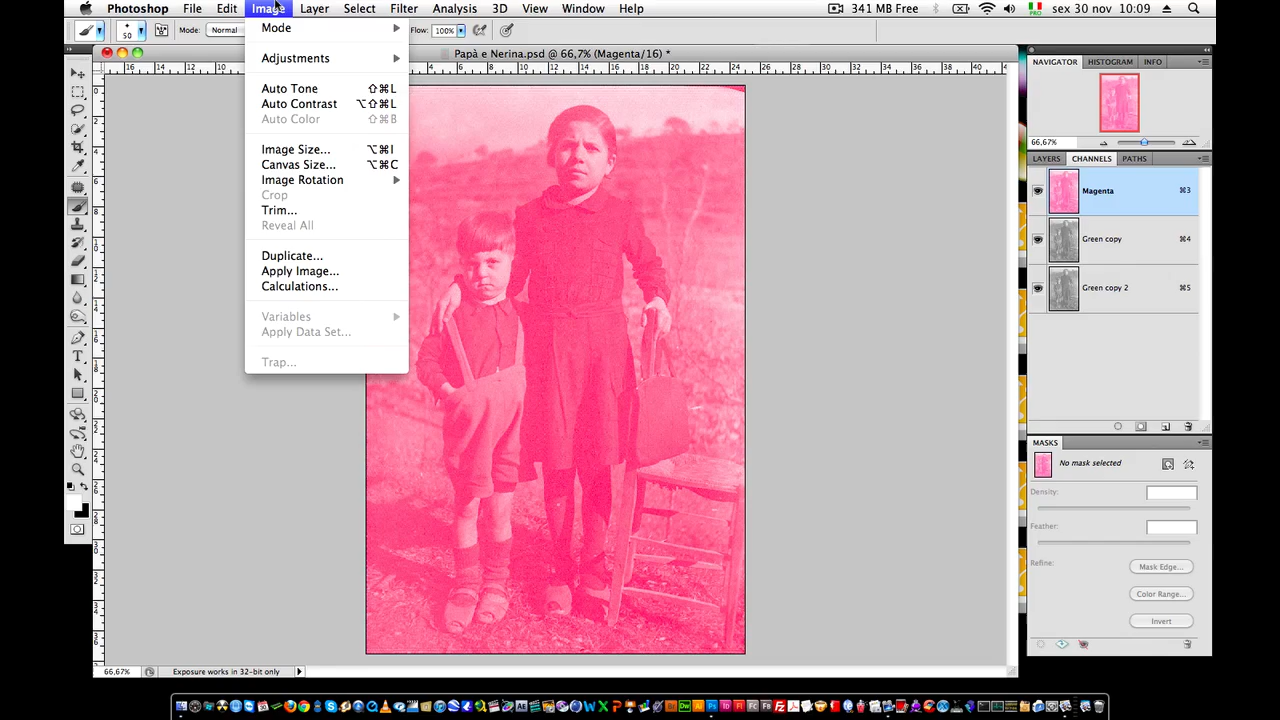 Photoshop File Edit Image Layer Select Filter Analysis 3D View Window Help 341 MB Free sex 30 nov 10:09
50 Mode: Normal Flow: 100%
Papà e Nerina.psd @ 66,7% (Magenta/16) *
Mode
Adjustments
Auto Tone ⇧⌘L
Auto Contrast ⌥⇧⌘L
Auto Color ⇧⌘B
Image Size... ⌥⌘I
Canvas Size... ⌥⌘C
Image Rotation
Crop
Trim...
Reveal All
Duplicate...
Apply Image...
Calculations...
Variables
Apply Data Set...
Trap...
NAVIGATOR HISTOGRAM INFO
66,67%
LAYERS CHANNELS PATHS
Magenta ⌘3
Green copy ⌘4
Green copy 2 ⌘5
MASKS
No mask selected
Density:
Feather:
Refine:
Mask Edge...
Color Range...
Invert
66,67% Exposure works in 32-bit only